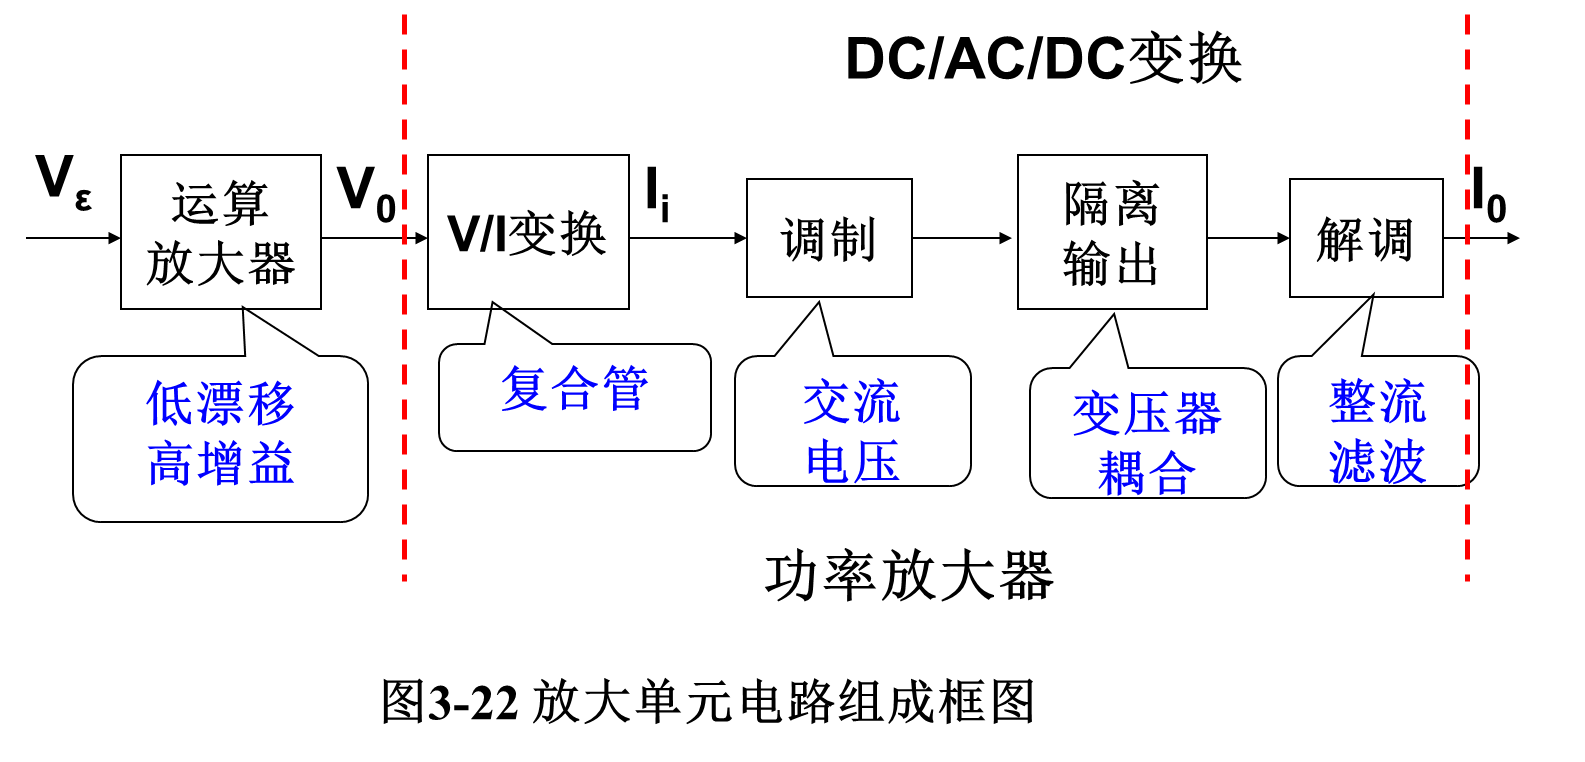 DC/AC/DC变换
Vε
运算
放大器
V0
V/I变换
Ii
调制
隔离
输出
解调
I0
低漂移
高增益
复合管
交流
电压
变压器
耦合
整流
滤波
功率放大器
图3-22 放大单元电路组成框图